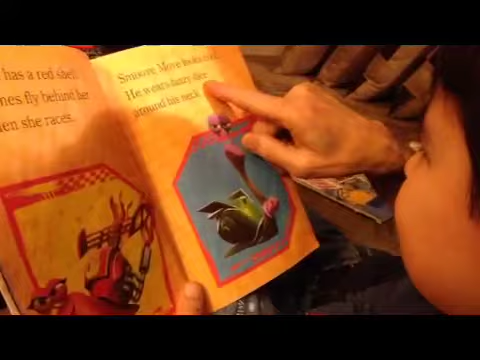 has a red shell.
nes fly behind her
en she races.
Smoove Move looks cool.
He wears fuzzy dice
around his neck.